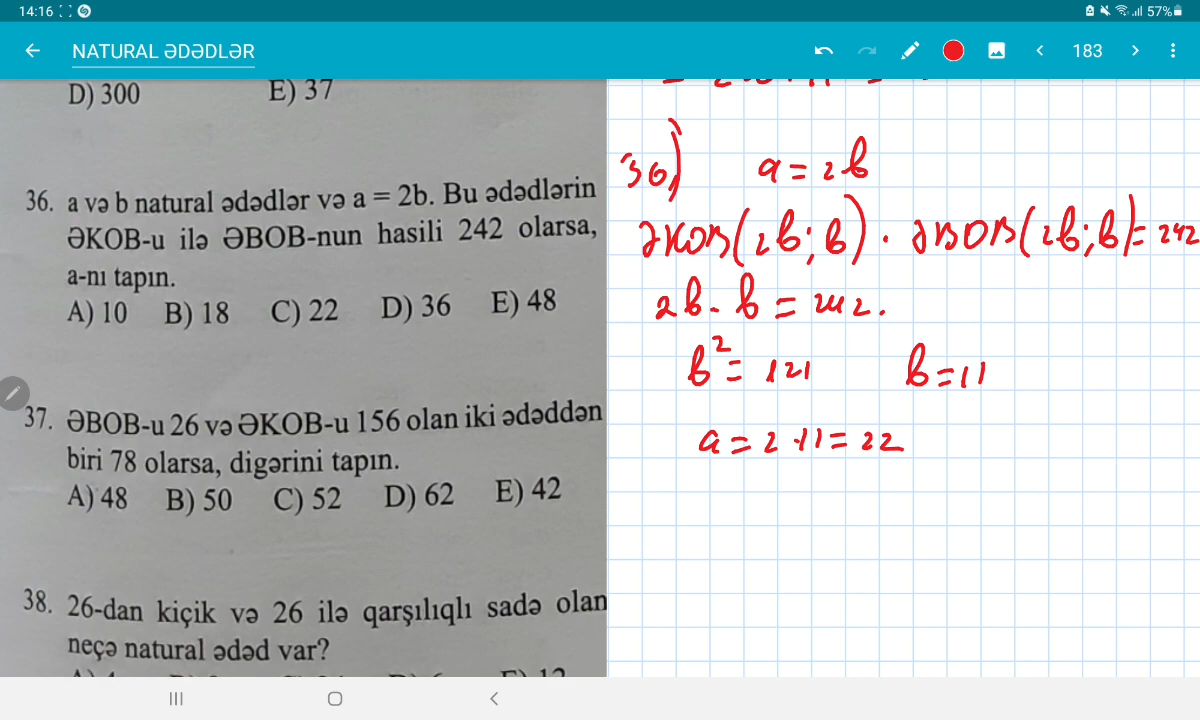 14:16 57%
NATURAL ƏDƏDLƏR 183
D) 300 E) 37
36. a və b natural ədədlər və a = 2b. Bu ədədlərin
ƏKOB-u ilə ƏBOB-nun hasili 242 olarsa,
a-nı tapın.
A) 10 B) 18 C) 22 D) 36 E) 48
37. ƏBOB-u 26 və ƏKOB-u 156 olan iki ədəddən
biri 78 olarsa, digərini tapın.
A) 48 B) 50 C) 52 D) 62 E) 42
38. 26-dan kiçik və 26 ilə qarşılıqlı sadə olan
neçə natural ədəd var?
36) a = 2b
ƏKOB(2b; b) · ƏBOB(2b; b) = 242
2b · b = 242.
b² = 121 b = 11
a = 2 · 11 = 22